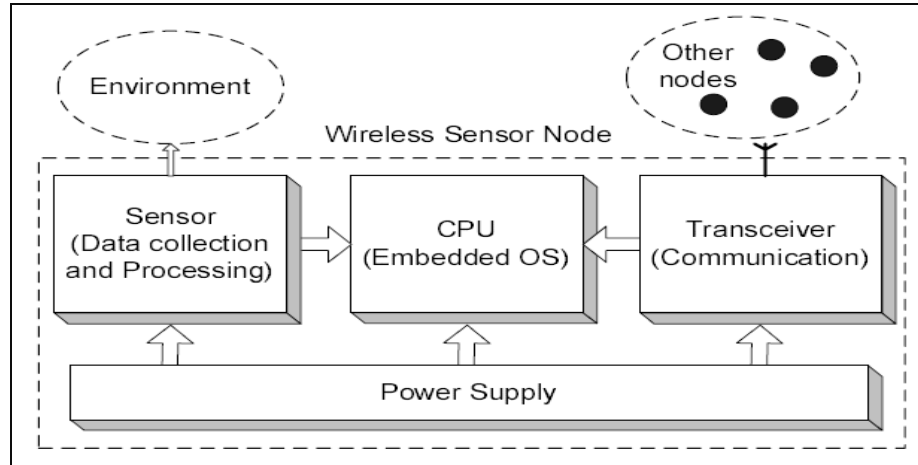 Environment
Other
nodes
Wireless Sensor Node
Sensor
(Data collection
and Processing)
CPU
(Embedded OS)
Transceiver
(Communication)
Power Supply